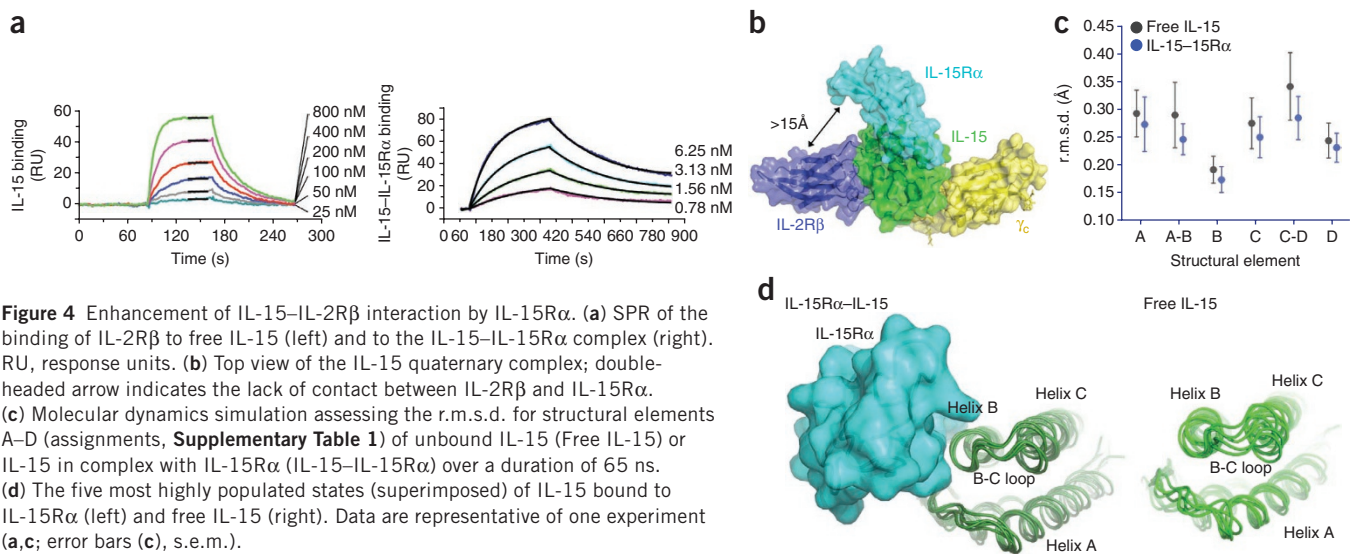 a
IL-15 binding
(RU)
60
40
20
0
0 60 120 180 240 300
Time (s)
800 nM
400 nM
200 nM
100 nM
50 nM
25 nM
IL-15–IL-15Rα binding
(RU)
80
60
40
20
0
0 60 180 300 420 540 660 780 900
Time (s)
6.25 nM
3.13 nM
1.56 nM
0.78 nM
b
IL-15Rα
>15Å
IL-15
IL-2Rβ
γc
c
Free IL-15
IL-15–15Rα
r.m.s.d. (Å)
0.45
0.40
0.35
0.30
0.25
0.20
0.15
0.10
A A-B B C C-D D
Structural element
Figure 4 Enhancement of IL-15–IL-2Rβ interaction by IL-15Rα. (a) SPR of the
binding of IL-2Rβ to free IL-15 (left) and to the IL-15–IL-15Rα complex (right).
RU, response units. (b) Top view of the IL-15 quaternary complex; double-
headed arrow indicates the lack of contact between IL-2Rβ and IL-15Rα.
(c) Molecular dynamics simulation assessing the r.m.s.d. for structural elements
A–D (assignments, Supplementary Table 1) of unbound IL-15 (Free IL-15) or
IL-15 in complex with IL-15Rα (IL-15–IL-15Rα) over a duration of 65 ns.
(d) The five most highly populated states (superimposed) of IL-15 bound to
IL-15Rα (left) and free IL-15 (right). Data are representative of one experiment
(a,c; error bars (c), s.e.m.).
d
IL-15Rα–IL-15
IL-15Rα
Helix B
Helix C
B-C loop
Helix A
Free IL-15
Helix B
Helix C
B-C loop
Helix A